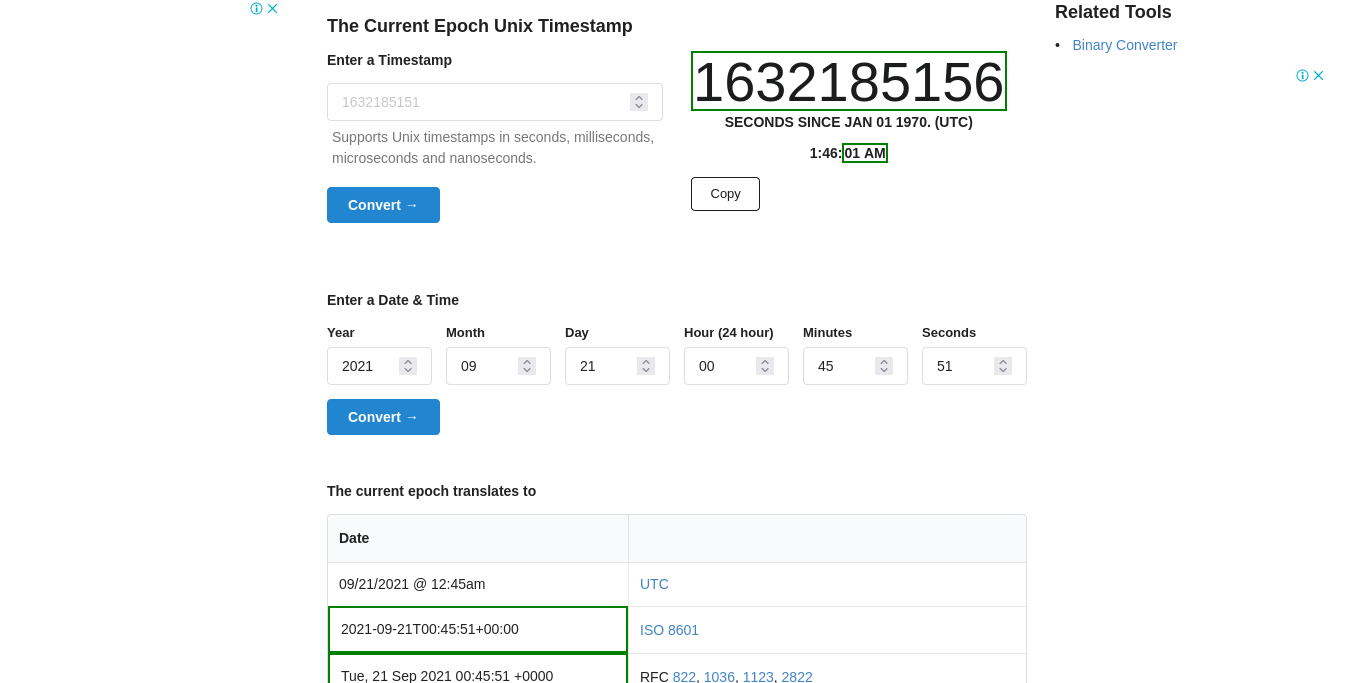 The Current Epoch Unix Timestamp
Enter a Timestamp
1632185151
Supports Unix timestamps in seconds, milliseconds,
microseconds and nanoseconds.
Convert →
1632185156
SECONDS SINCE JAN 01 1970. (UTC)
1:46:01 AM
Copy
Related Tools
• Binary Converter
Enter a Date & Time
Year Month Day Hour (24 hour) Minutes Seconds
2021 09 21 00 45 51
Convert →
The current epoch translates to
Date
09/21/2021 @ 12:45am UTC
2021-09-21T00:45:51+00:00 ISO 8601
Tue, 21 Sep 2021 00:45:51 +0000 RFC 822, 1036, 1123, 2822